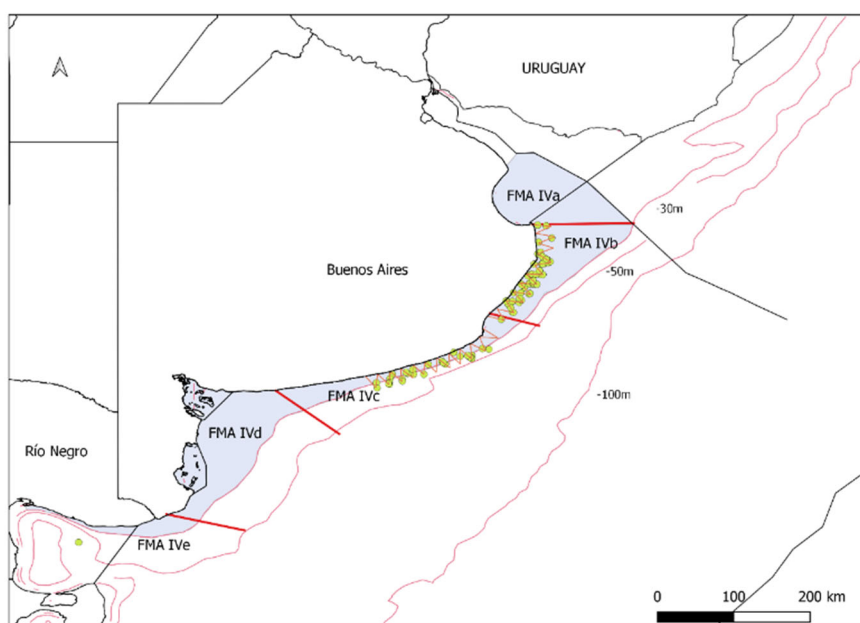 URUGUAY
FMA IVa
-30m
FMA IVb
Buenos Aires
-50m
-100m
FMA IVc
FMA IVd
Río Negro
FMA IVe
0 100 200 km